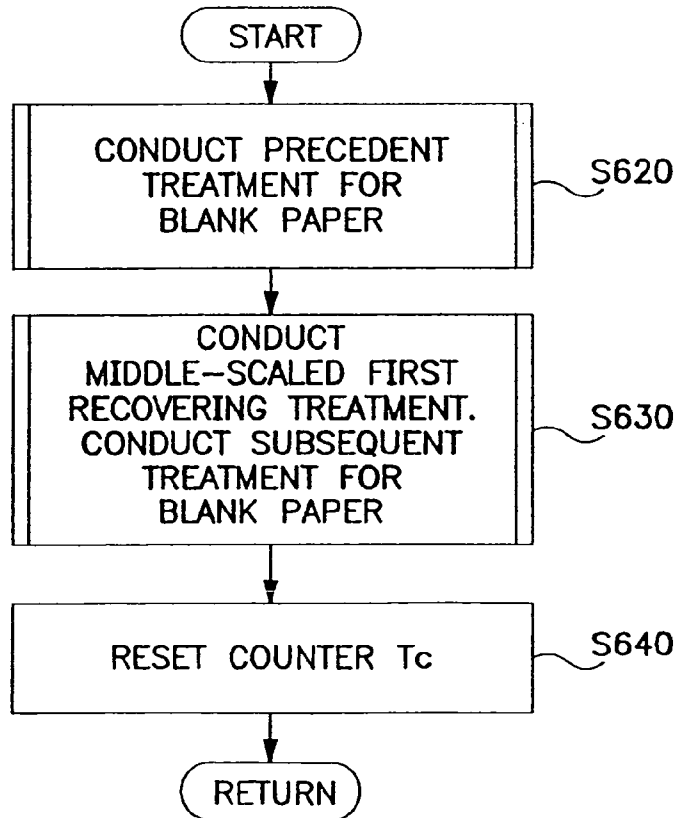 START
CONDUCT PRECEDENT
TREATMENT FOR
BLANK PAPER
S620
CONDUCT
MIDDLE-SCALED FIRST
RECOVERING TREATMENT.
CONDUCT SUBSEQUENT
TREATMENT FOR
BLANK PAPER
S630
RESET COUNTER Tc
S640
RETURN